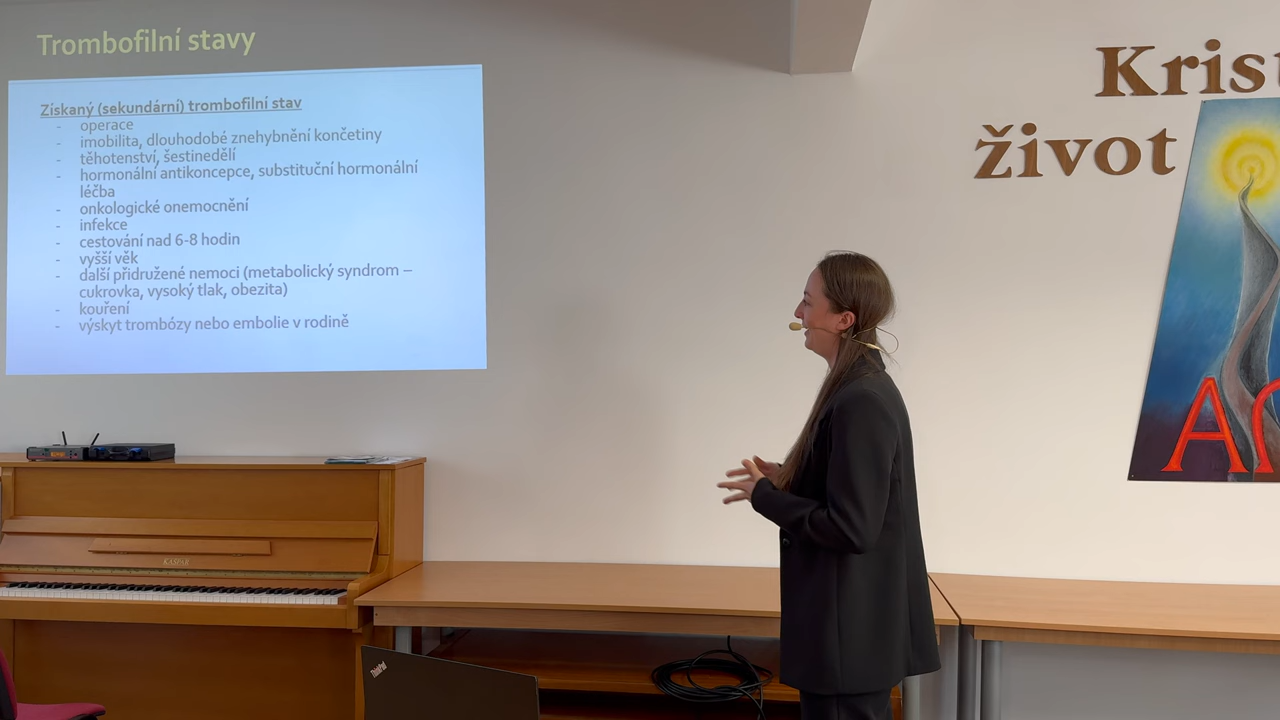 Trombofilní stavy
Získaný (sekundární) trombofilní stav
- operace
- imobilita, dlouhodobé znehybnění končetiny
- těhotenství, šestinedělí
- hormonální antikoncepce, substituční hormonální
léčba
- onkologické onemocnění
- infekce
- cestování nad 6-8 hodin
- vyšší věk
- další přidružené nemoci (metabolický syndrom –
cukrovka, vysoký tlak, obezita)
- kouření
- výskyt trombózy nebo embolie v rodině
Krist
život
A
KASPAR
ThinkPad